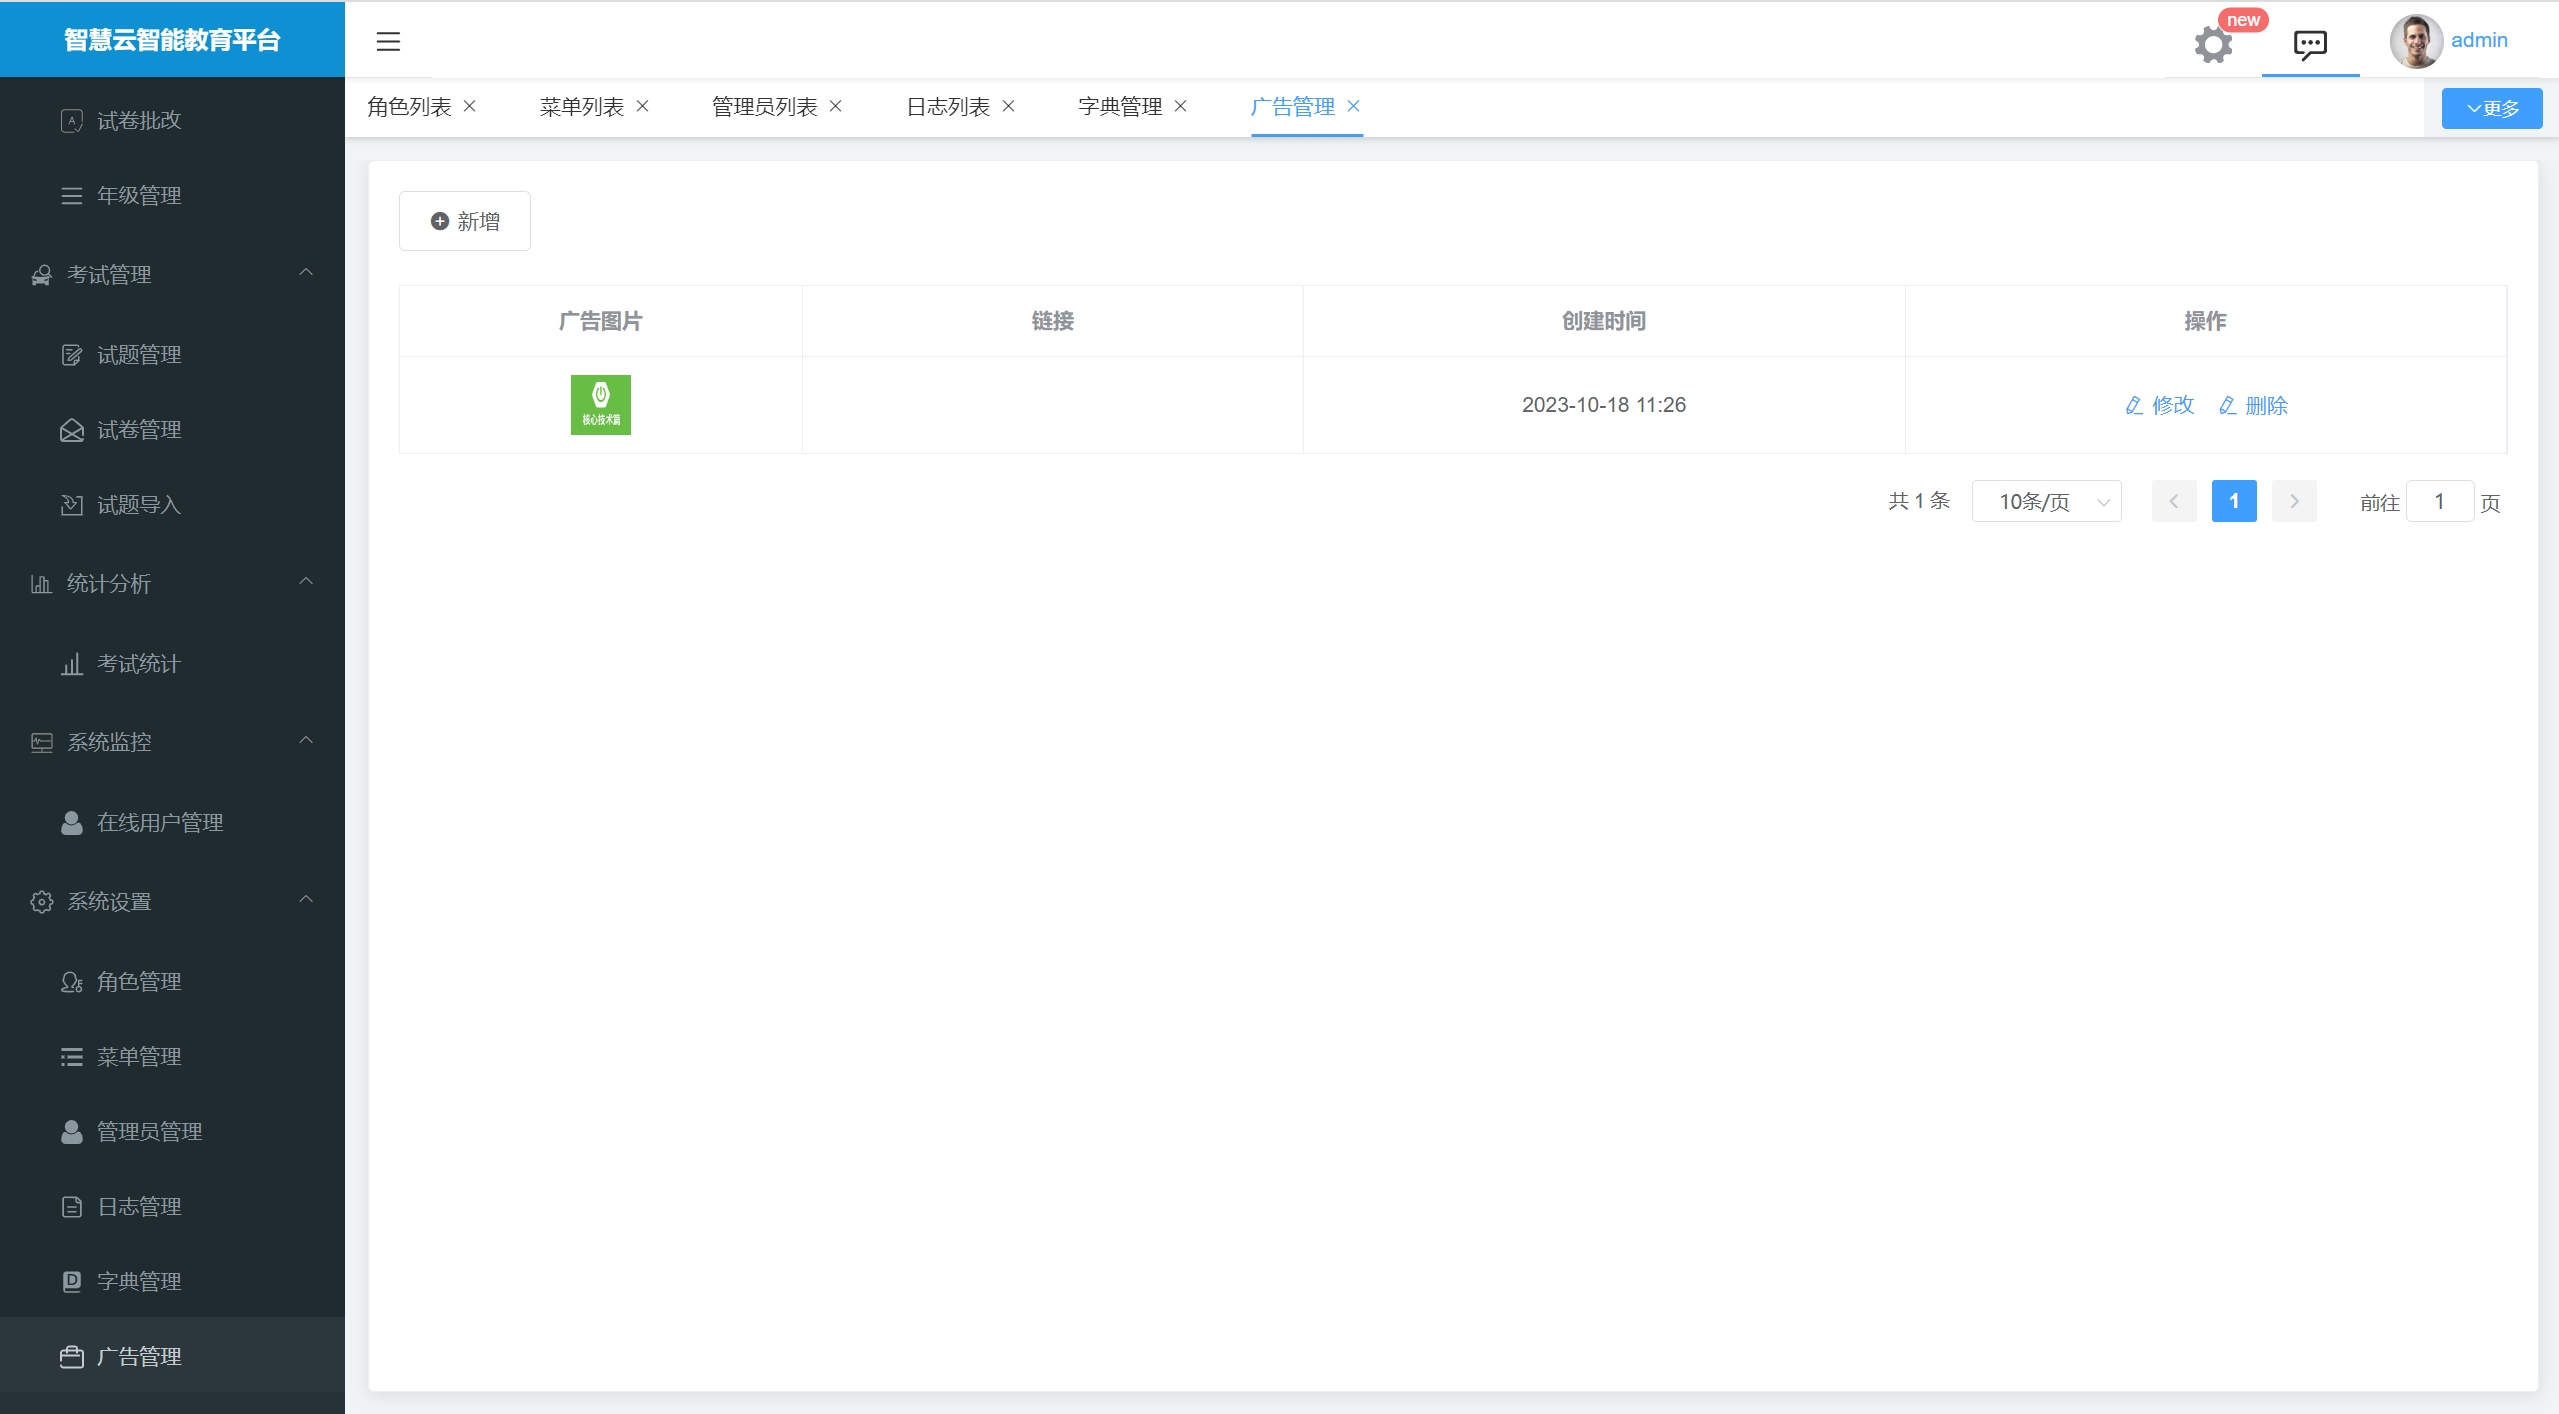 智慧云智能教育平台
new
admin
角色列表
菜单列表
管理员列表
日志列表
字典管理
广告管理
更多
试卷批改
年级管理
考试管理
试题管理
试卷管理
试题导入
统计分析
考试统计
系统监控
在线用户管理
系统设置
角色管理
菜单管理
管理员管理
日志管理
字典管理
广告管理
新增
广告图片 链接 创建时间 操作
核心技术篇 2023-10-18 11:26 修改 删除
共 1 条 10条/页 1 前往 1 页